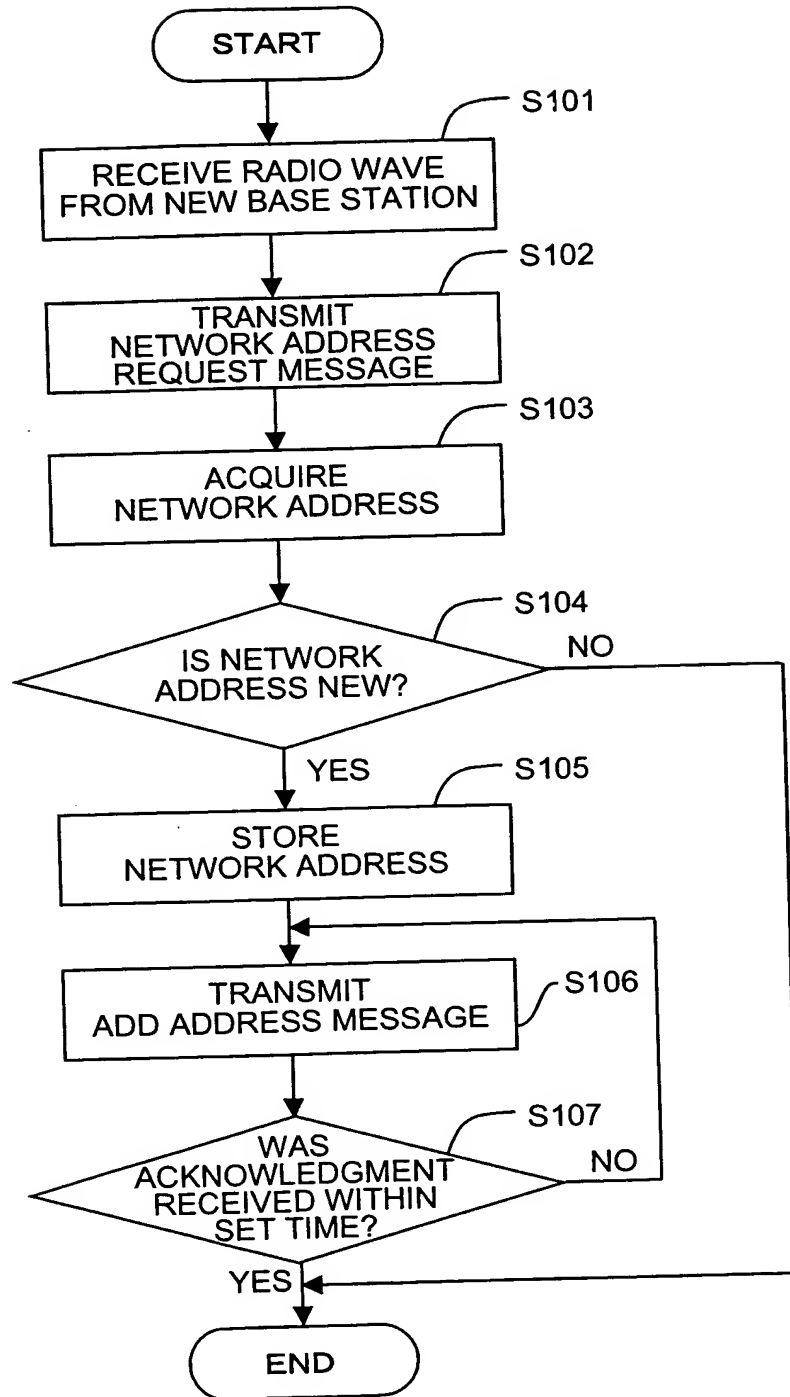 START
S101
RECEIVE RADIO WAVE
FROM NEW BASE STATION
S102
TRANSMIT
NETWORK ADDRESS
REQUEST MESSAGE
S103
ACQUIRE
NETWORK ADDRESS
S104
IS NETWORK
ADDRESS NEW?
NO
YES
S105
STORE
NETWORK ADDRESS
TRANSMIT
ADD ADDRESS MESSAGE
S106
S107
WAS
ACKNOWLEDGMENT
RECEIVED WITHIN
SET TIME?
NO
YES
END